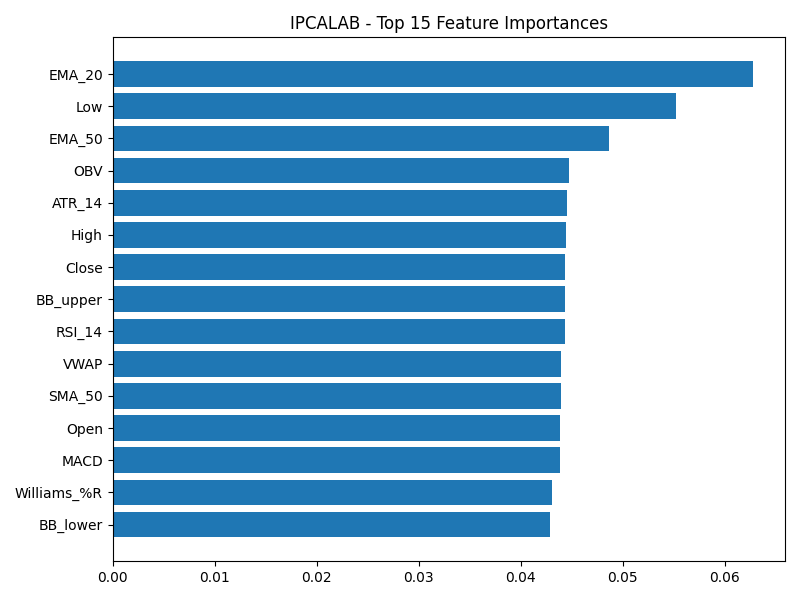 IPCALAB - Top 15 Feature Importances
EMA_20
Low
EMA_50
OBV
ATR_14
High
Close
BB_upper
RSI_14
VWAP
SMA_50
Open
MACD
Williams_%R
BB_lower
0.00 0.01 0.02 0.03 0.04 0.05 0.06